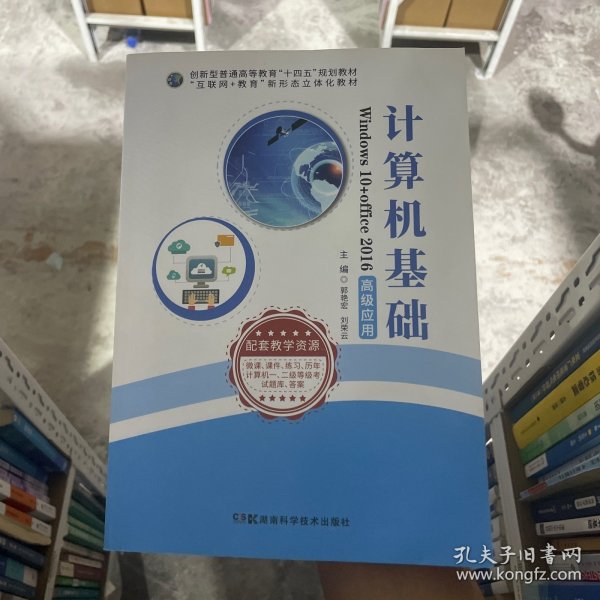 创新型普通高等教育“十四五”规划教材
“互联网+教育”新形态立体化教材
计算机基础
Windows 10+office 2016
高级应用
主 编◎郭艳宏 刘荣云
配套教学资源
微课、课件、练习、历年
计算机一、二级等级考
试题库、答案
CSK湖南科学技术出版社
孔夫子旧书网
www.kongfz.com